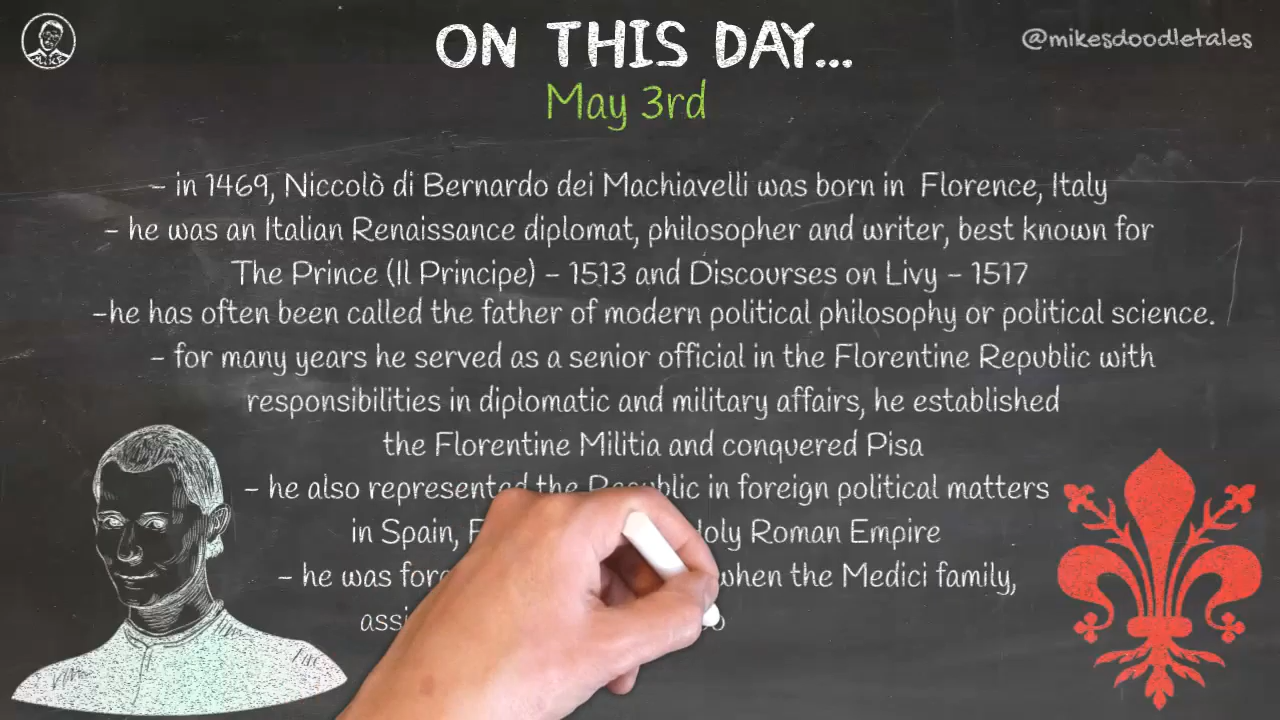 ON THIS DAY...
@mikesdoodletales
MIKE
May 3rd
- in 1469, Niccolò di Bernardo dei Machiavelli was born in Florence, Italy
- he was an Italian Renaissance diplomat, philosopher and writer, best known for
The Prince (Il Principe) - 1513 and Discourses on Livy - 1517
-he has often been called the father of modern political philosophy or political science.
- for many years he served as a senior official in the Florentine Republic with
responsibilities in diplomatic and military affairs, he established
the Florentine Militia and conquered Pisa
- he also represented the Republic in foreign political matters
in Spain, Holy Roman Empire
- he was when the Medici family,